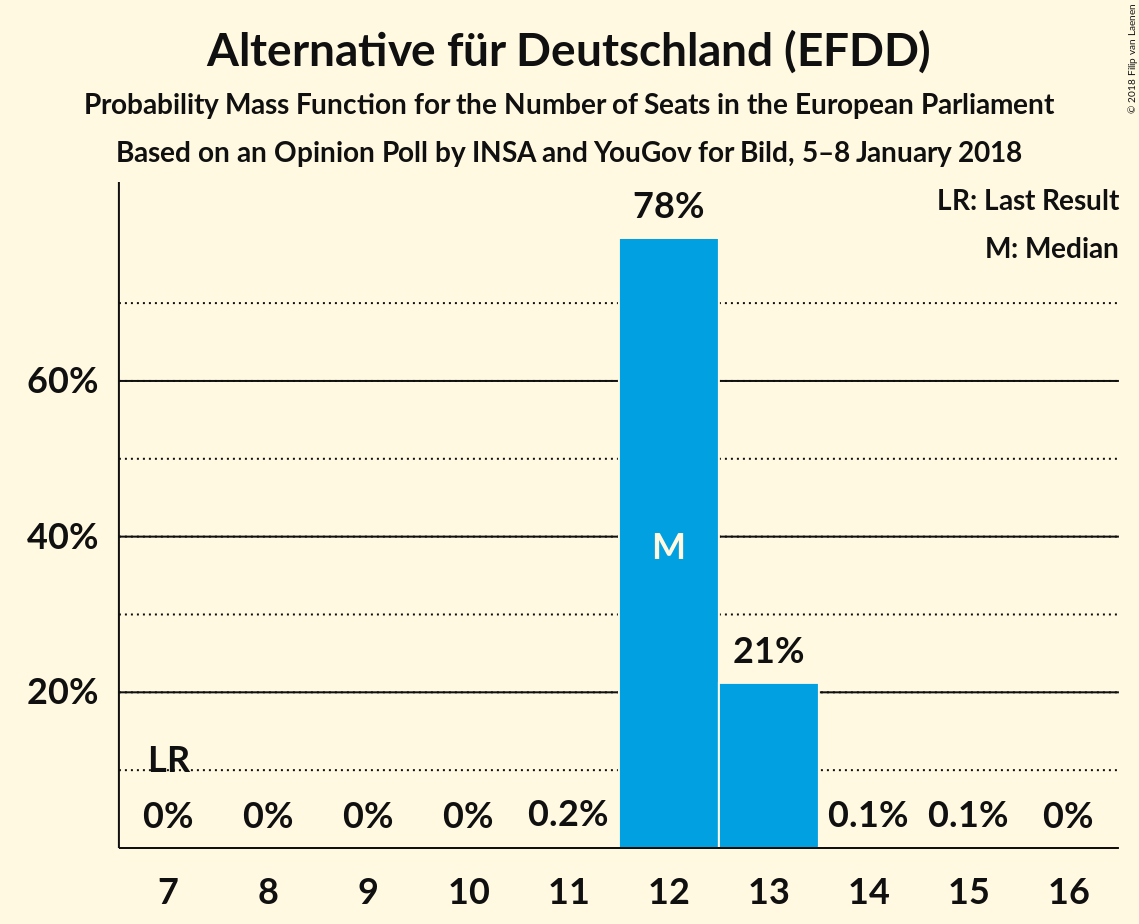 Alternative für Deutschland (EFDD)
Probability Mass Function for the Number of Seats in the European Parliament
Based on an Opinion Poll by INSA and YouGov for Bild, 5–8 January 2018
© 2018 Filip van Laenen
LR: Last Result
M: Median
78%
60%
40%
M
21%
20%
LR
0% 0% 0% 0% 0.2% 0.1% 0.1% 0%
7 8 9 10 11 12 13 14 15 16